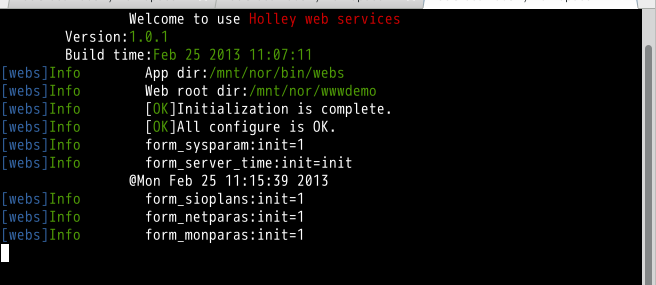 Welcome to use Holley web services
Version:1.0.1
Build time:Feb 25 2013 11:07:11
[webs]Info App dir:/mnt/nor/bin/webs
[webs]Info Web root dir:/mnt/nor/wwwdemo
[webs]Info [OK]Initialization is complete.
[webs]Info [OK]All configure is OK.
[webs]Info form_sysparam:init=1
[webs]Info form_server_time:init=init
@Mon Feb 25 11:15:39 2013
[webs]Info form_sioplans:init=1
[webs]Info form_netparas:init=1
[webs]Info form_monparas:init=1